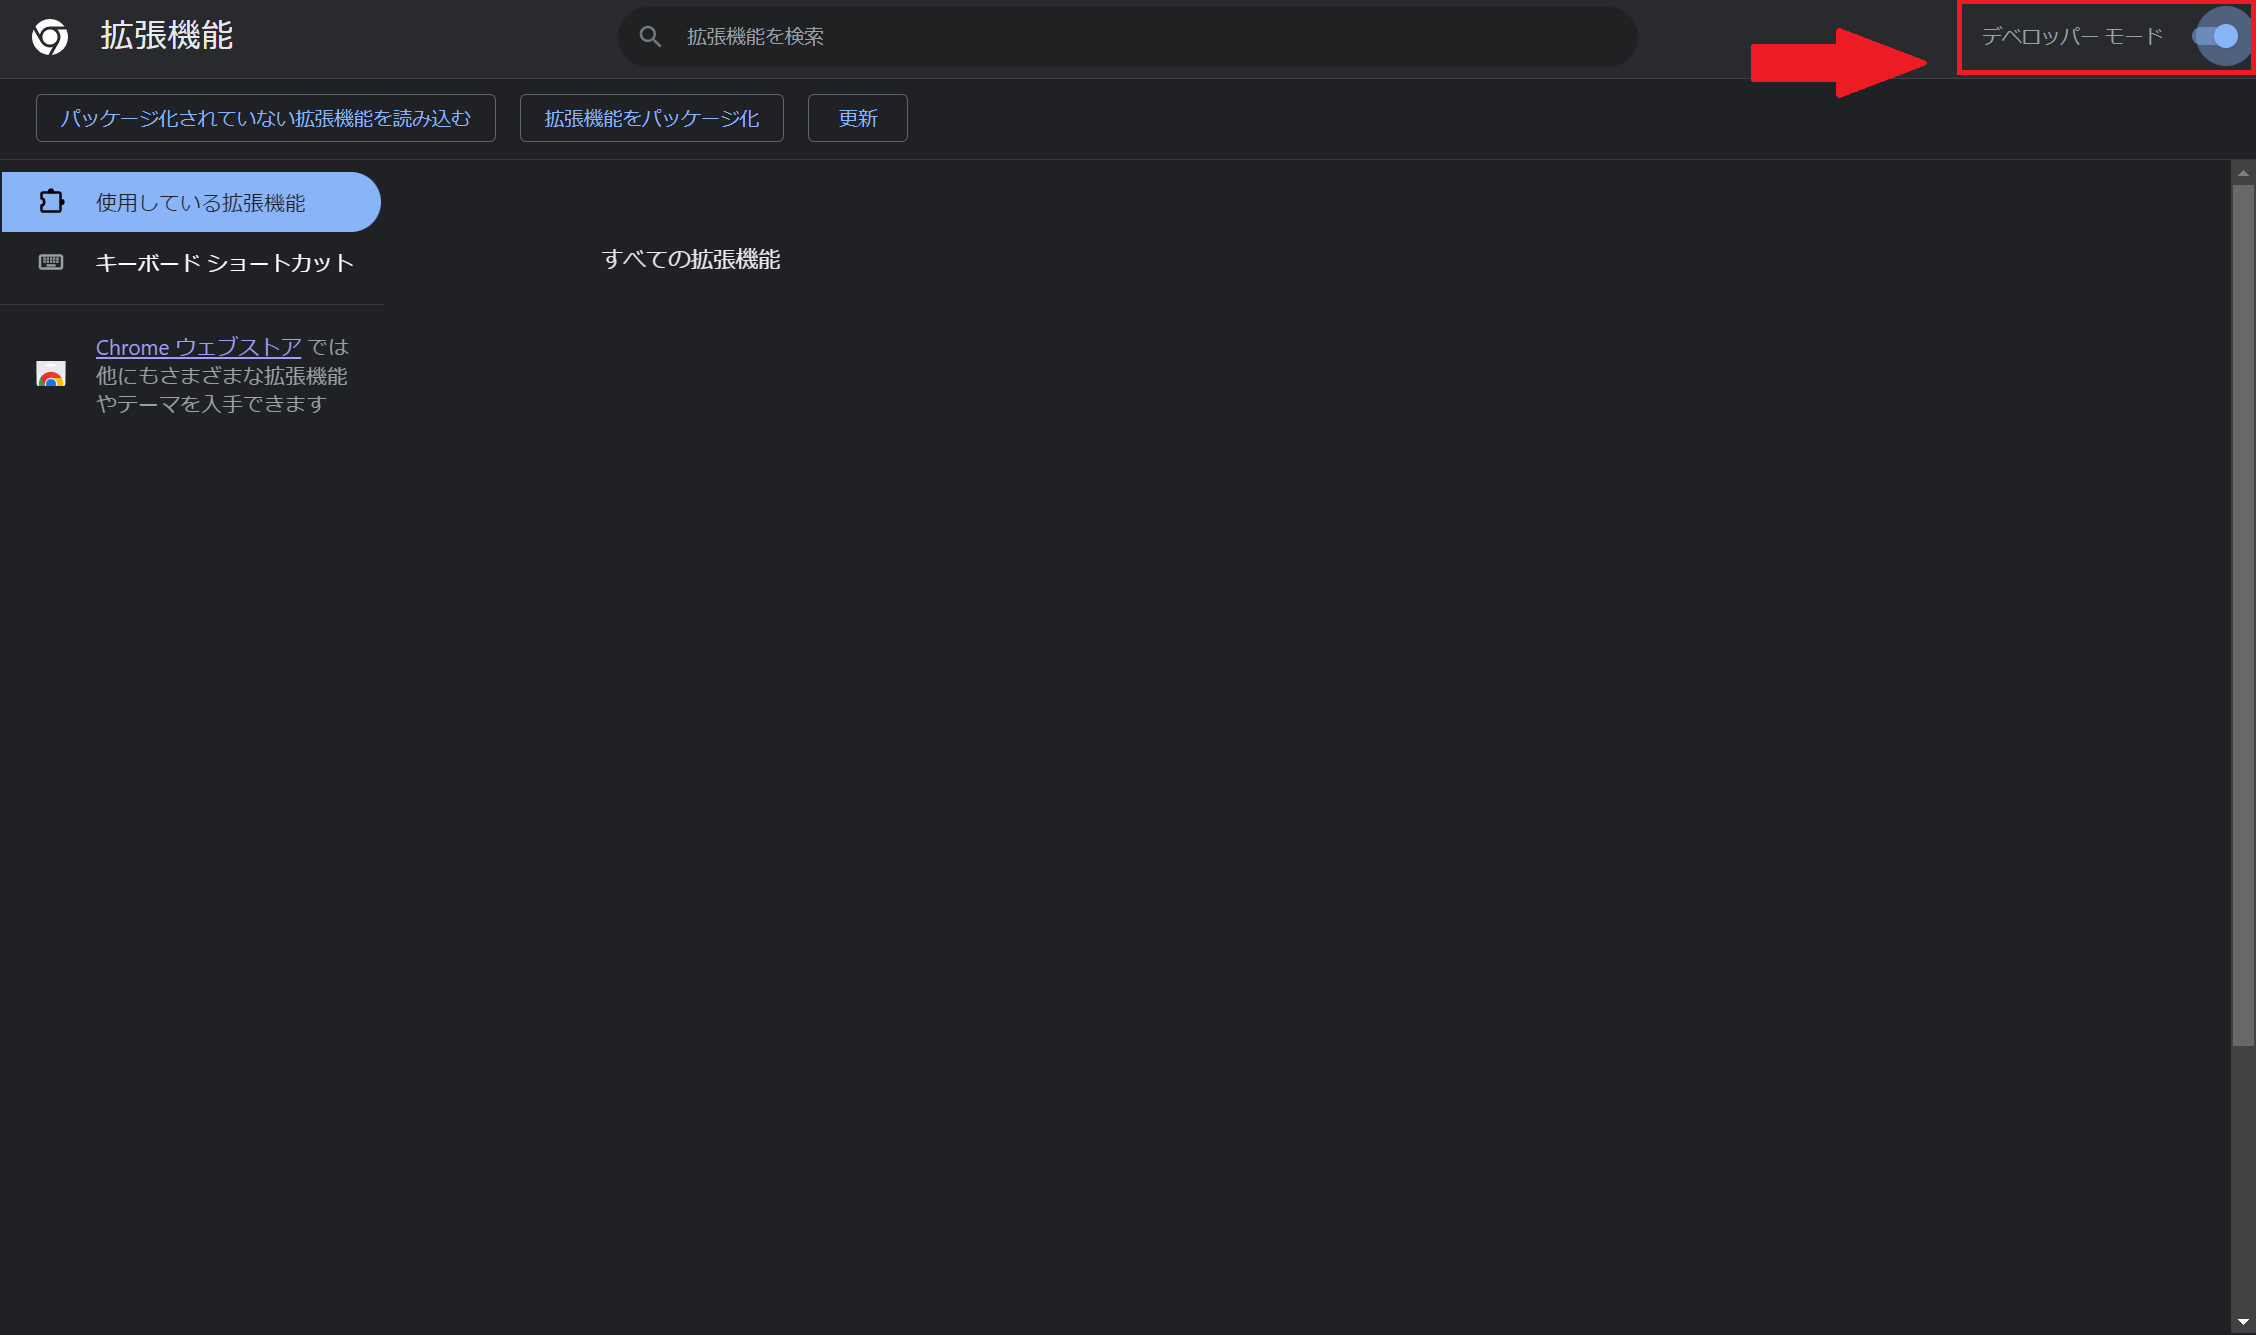 拡張機能
拡張機能を検索
デベロッパー モード
パッケージ化されていない拡張機能を読み込む
拡張機能をパッケージ化
更新
使用している拡張機能
キーボード ショートカット
すべての拡張機能
Chrome ウェブストア では
他にもさまざまな拡張機能
やテーマを入手できます